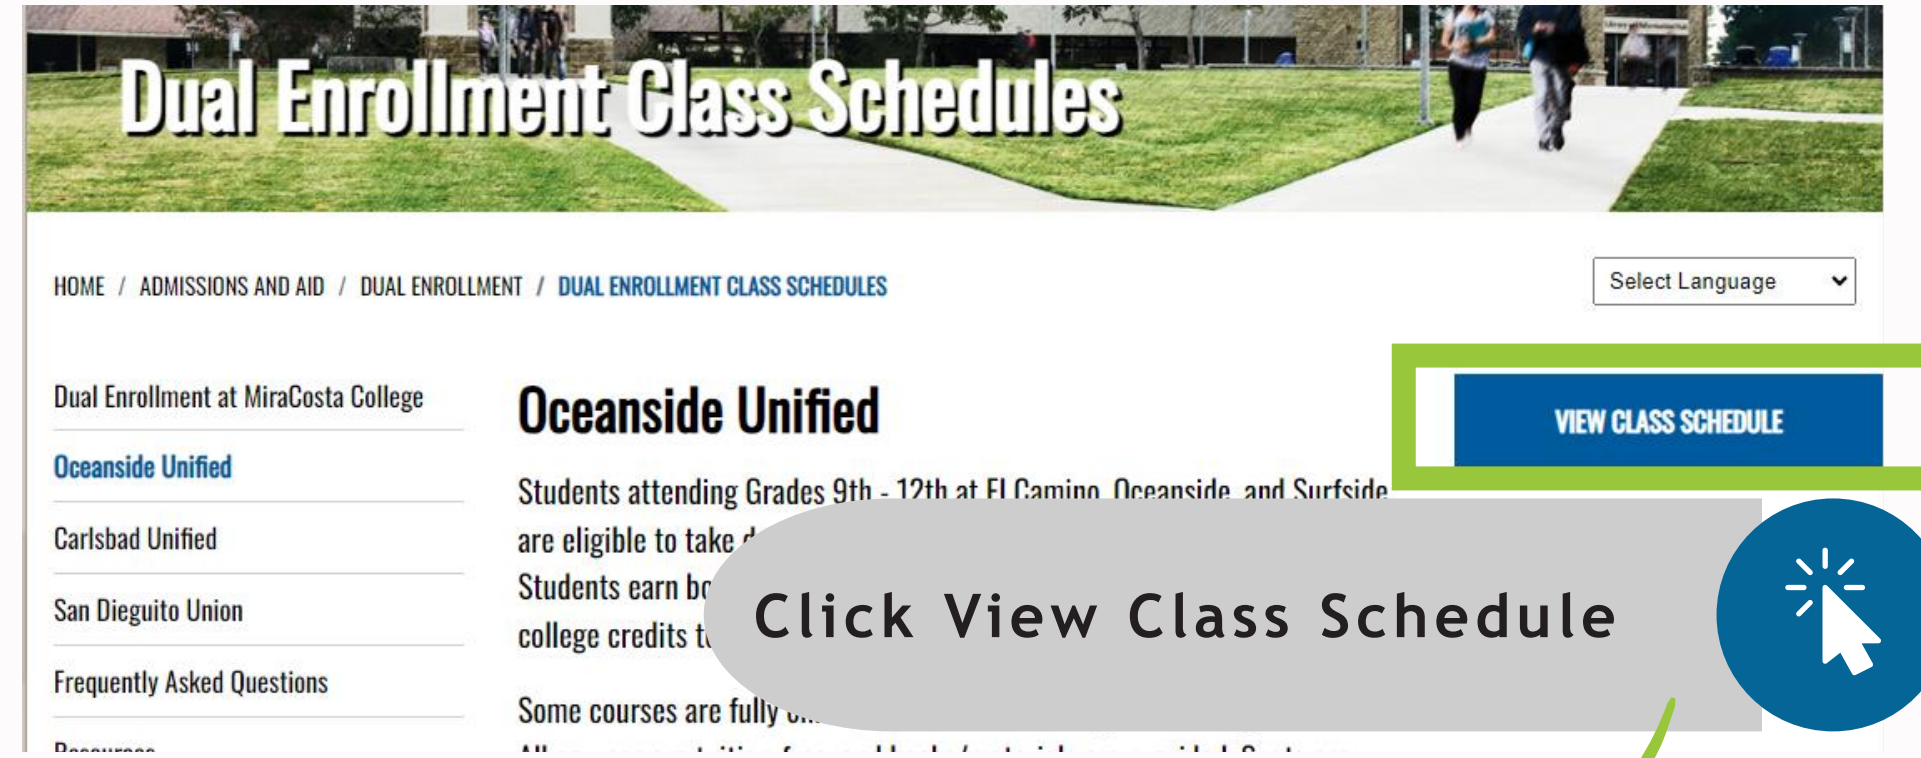 Dual Enrollment Class Schedules
HOME / ADMISSIONS AND AID / DUAL ENROLLMENT / DUAL ENROLLMENT CLASS SCHEDULES
Select Language
Dual Enrollment at MiraCosta College
Oceanside Unified
Carlsbad Unified
San Dieguito Union
Frequently Asked Questions
Resources
Oceanside Unified
Students attending Grades 9th - 12th at El Camino, Oceanside, and Surfside
are eligible to take
Students earn
college credits
Some courses are fully
VIEW CLASS SCHEDULE
Click View Class Schedule